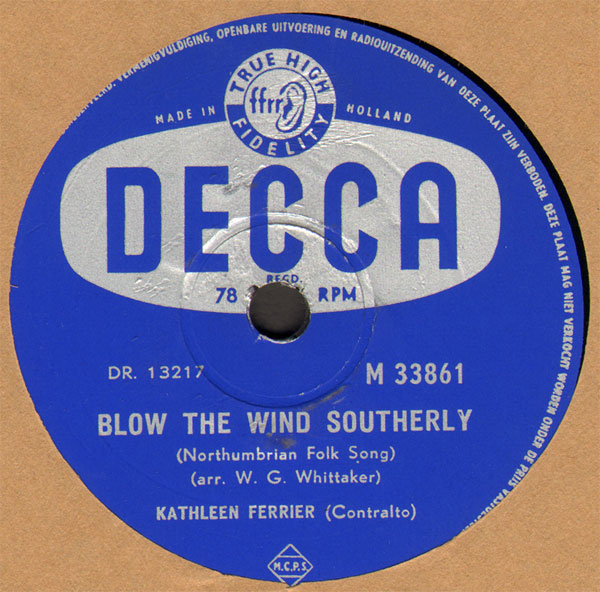 VERMENIGVULDIGING, OPENBARE UITVOERING EN RADIOUITZENDING VAN DEZE PLAAT ZIJN VERBODEN. DEZE PLAAT MAG NIET VERKOCHT WORDEN ONDER DE PRIJS
TRUE HIGH
ffrr
FIDELITY
MADE IN HOLLAND
DECCA
REGD.
78 RPM
DR. 13217 M 33861
BLOW THE WIND SOUTHERLY
(Northumbrian Folk Song)
(arr. W. G. Whittaker)
KATHLEEN FERRIER (Contralto)
M.C.P.S.